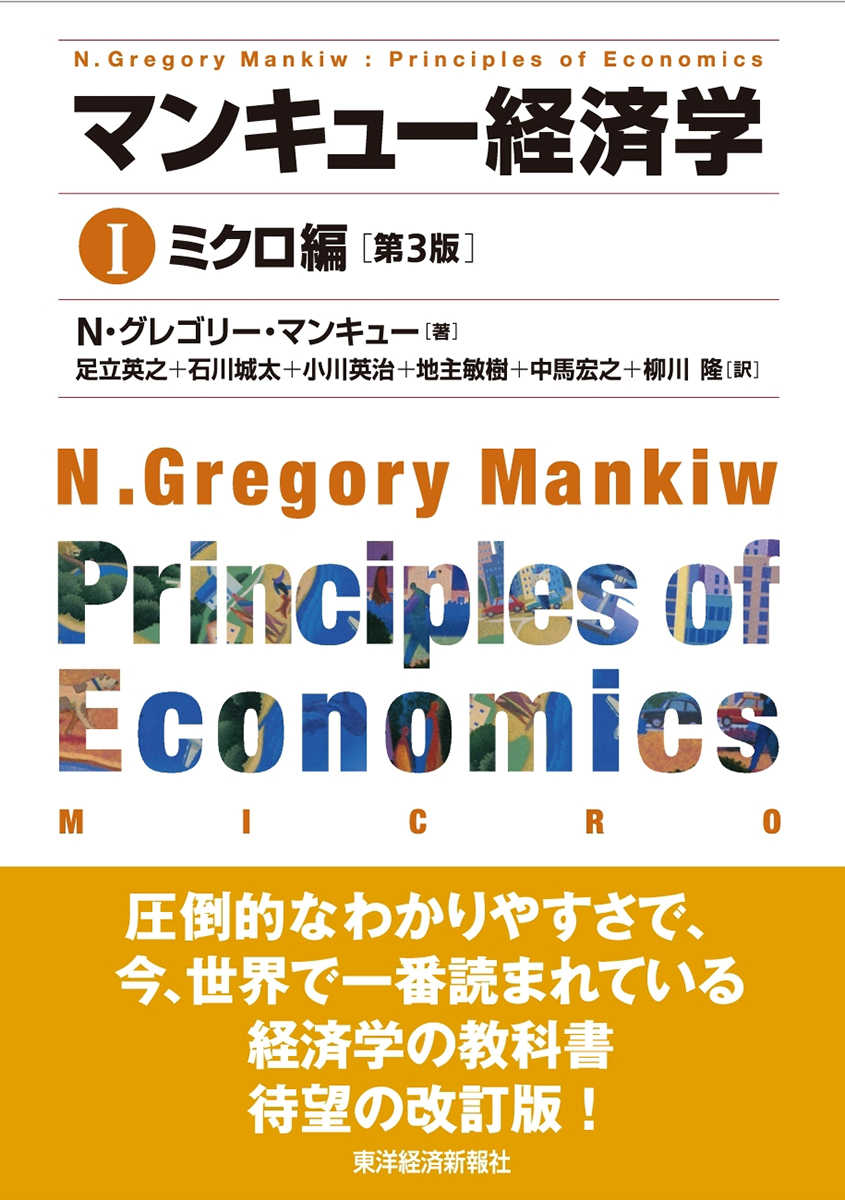 N.Gregory Mankiw : Principles of Economics
マンキュー経済学
I ミクロ編［第3版］
N・グレゴリー・マンキュー［著］
足立英之＋石川城太＋小川英治＋地主敏樹＋中馬宏之＋柳川 隆［訳］
N.Gregory Mankiw
Principles of
Economics
MICRO
圧倒的なわかりやすさで、
今、世界で一番読まれている
経済学の教科書
待望の改訂版！
東洋経済新報社